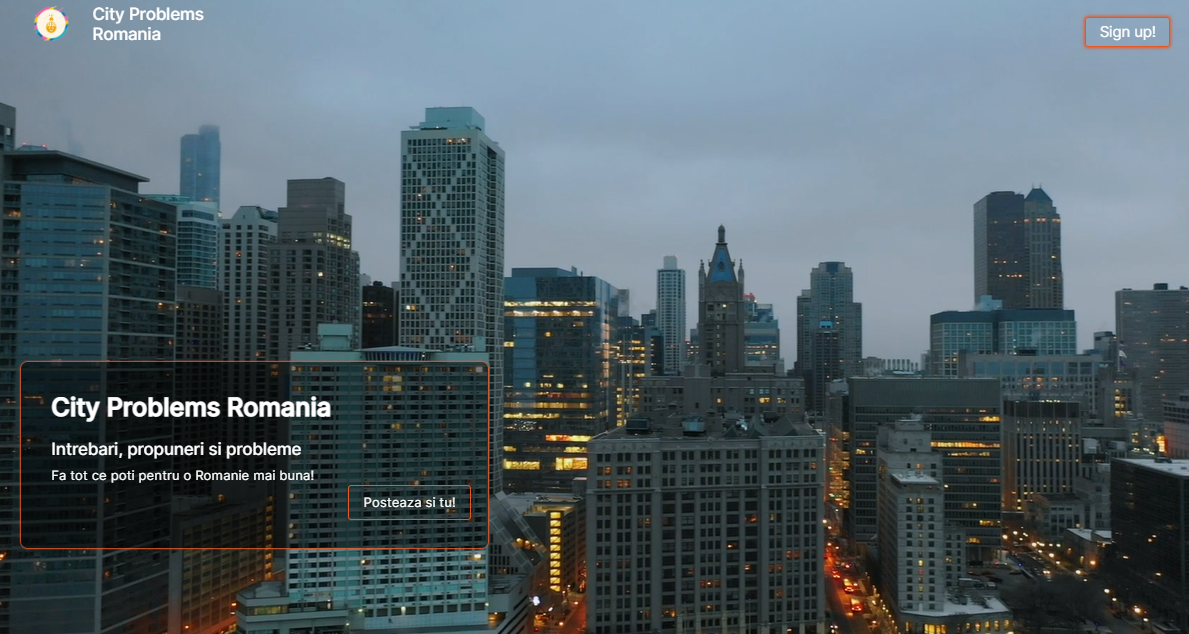 City Problems
Romania
Sign up!
City Problems Romania
Intrebari, propuneri si probleme
Fa tot ce poti pentru o Romanie mai buna!
Posteaza si tu!